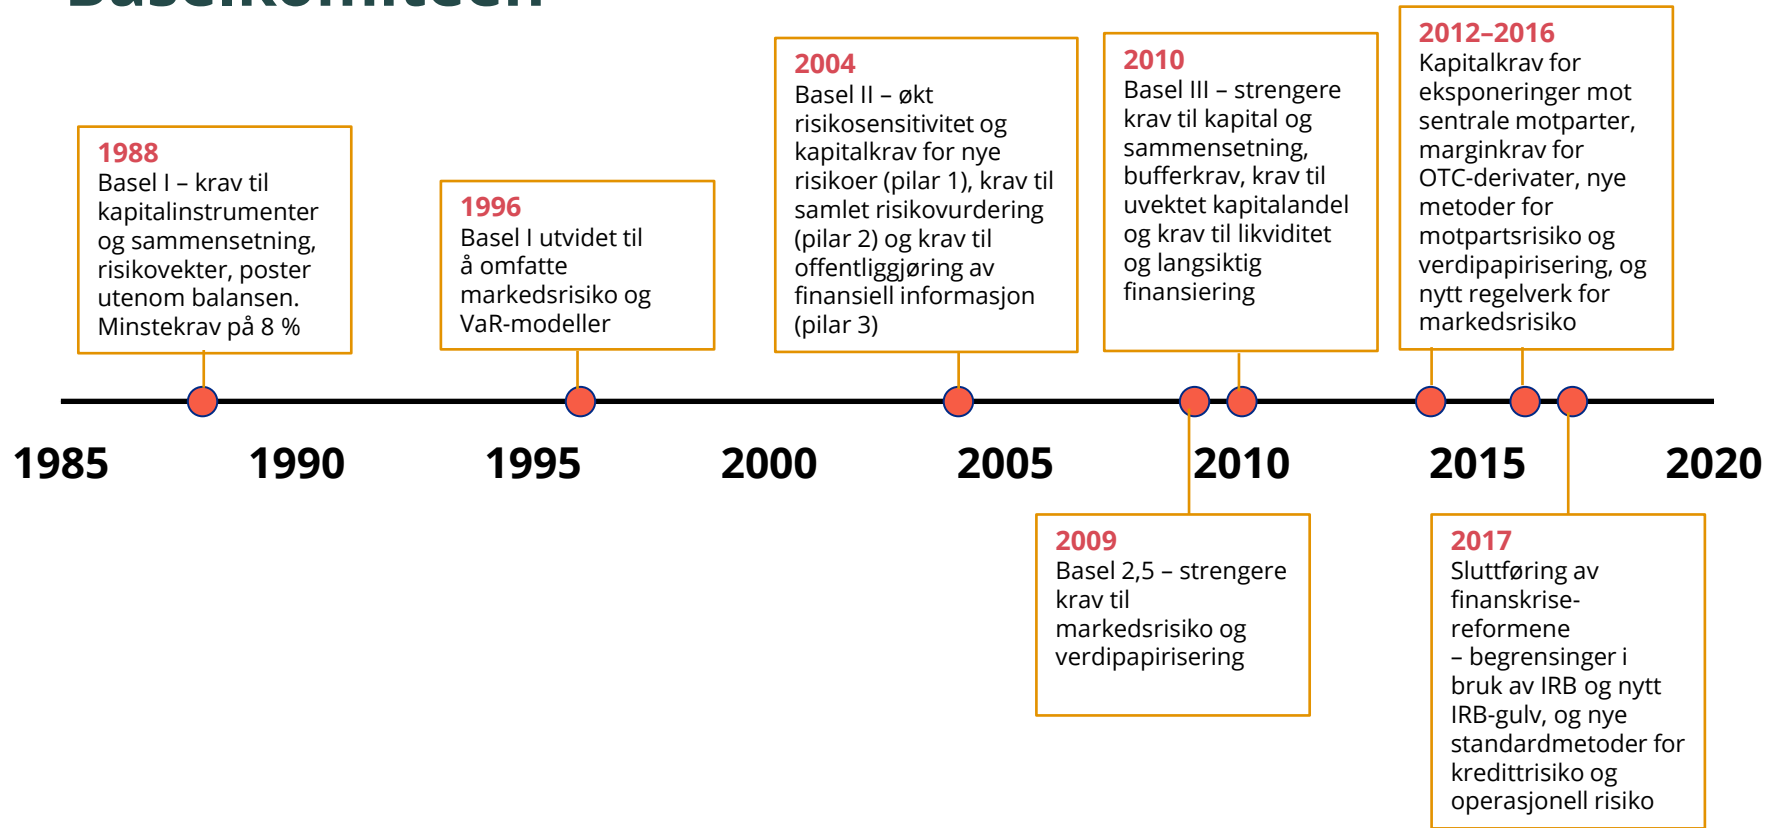 Baselkomiteen
1988
Basel I – krav til
kapitalinstrumenter
og sammensetning,
risikovekter, poster
utenom balansen.
Minstekrav på 8 %
1996
Basel I utvidet til
å omfatte
markedsrisiko og
VaR-modeller
2004
Basel II – økt
risikosensitivitet og
kapitalkrav for nye
risikoer (pilar 1), krav til
samlet risikovurdering
(pilar 2) og krav til
offentliggjøring av
finansiell informasjon
(pilar 3)
2010
Basel III – strengere
krav til kapital og
sammensetning,
bufferkrav, krav til
uvektet kapitalandel
og krav til likviditet
og langsiktig
finansiering
2012–2016
Kapitalkrav for
eksponeringer mot
sentrale motparter,
marginkrav for
OTC-derivater, nye
metoder for
motpartsrisiko og
verdipapirisering, og
nytt regelverk for
markedsrisiko
1985 1990 1995 2000 2005 2010 2015 2020
2009
Basel 2,5 – strengere
krav til
markedsrisiko og
verdipapirisering
2017
Sluttføring av
finanskrise-
reformene
– begrensinger i
bruk av IRB og nytt
IRB-gulv, og nye
standardmetoder for
kredittrisiko og
operasjonell risiko